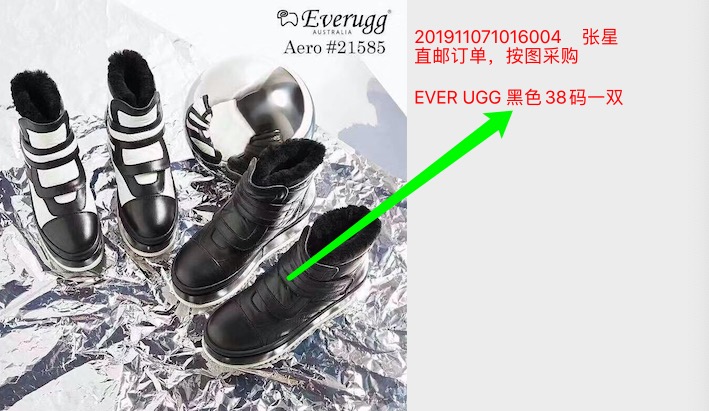 Everugg®
AUSTRALIA
Aero #21585
201911071016004 张星
直邮订单，按图采购
EVER UGG 黑色 38码一双